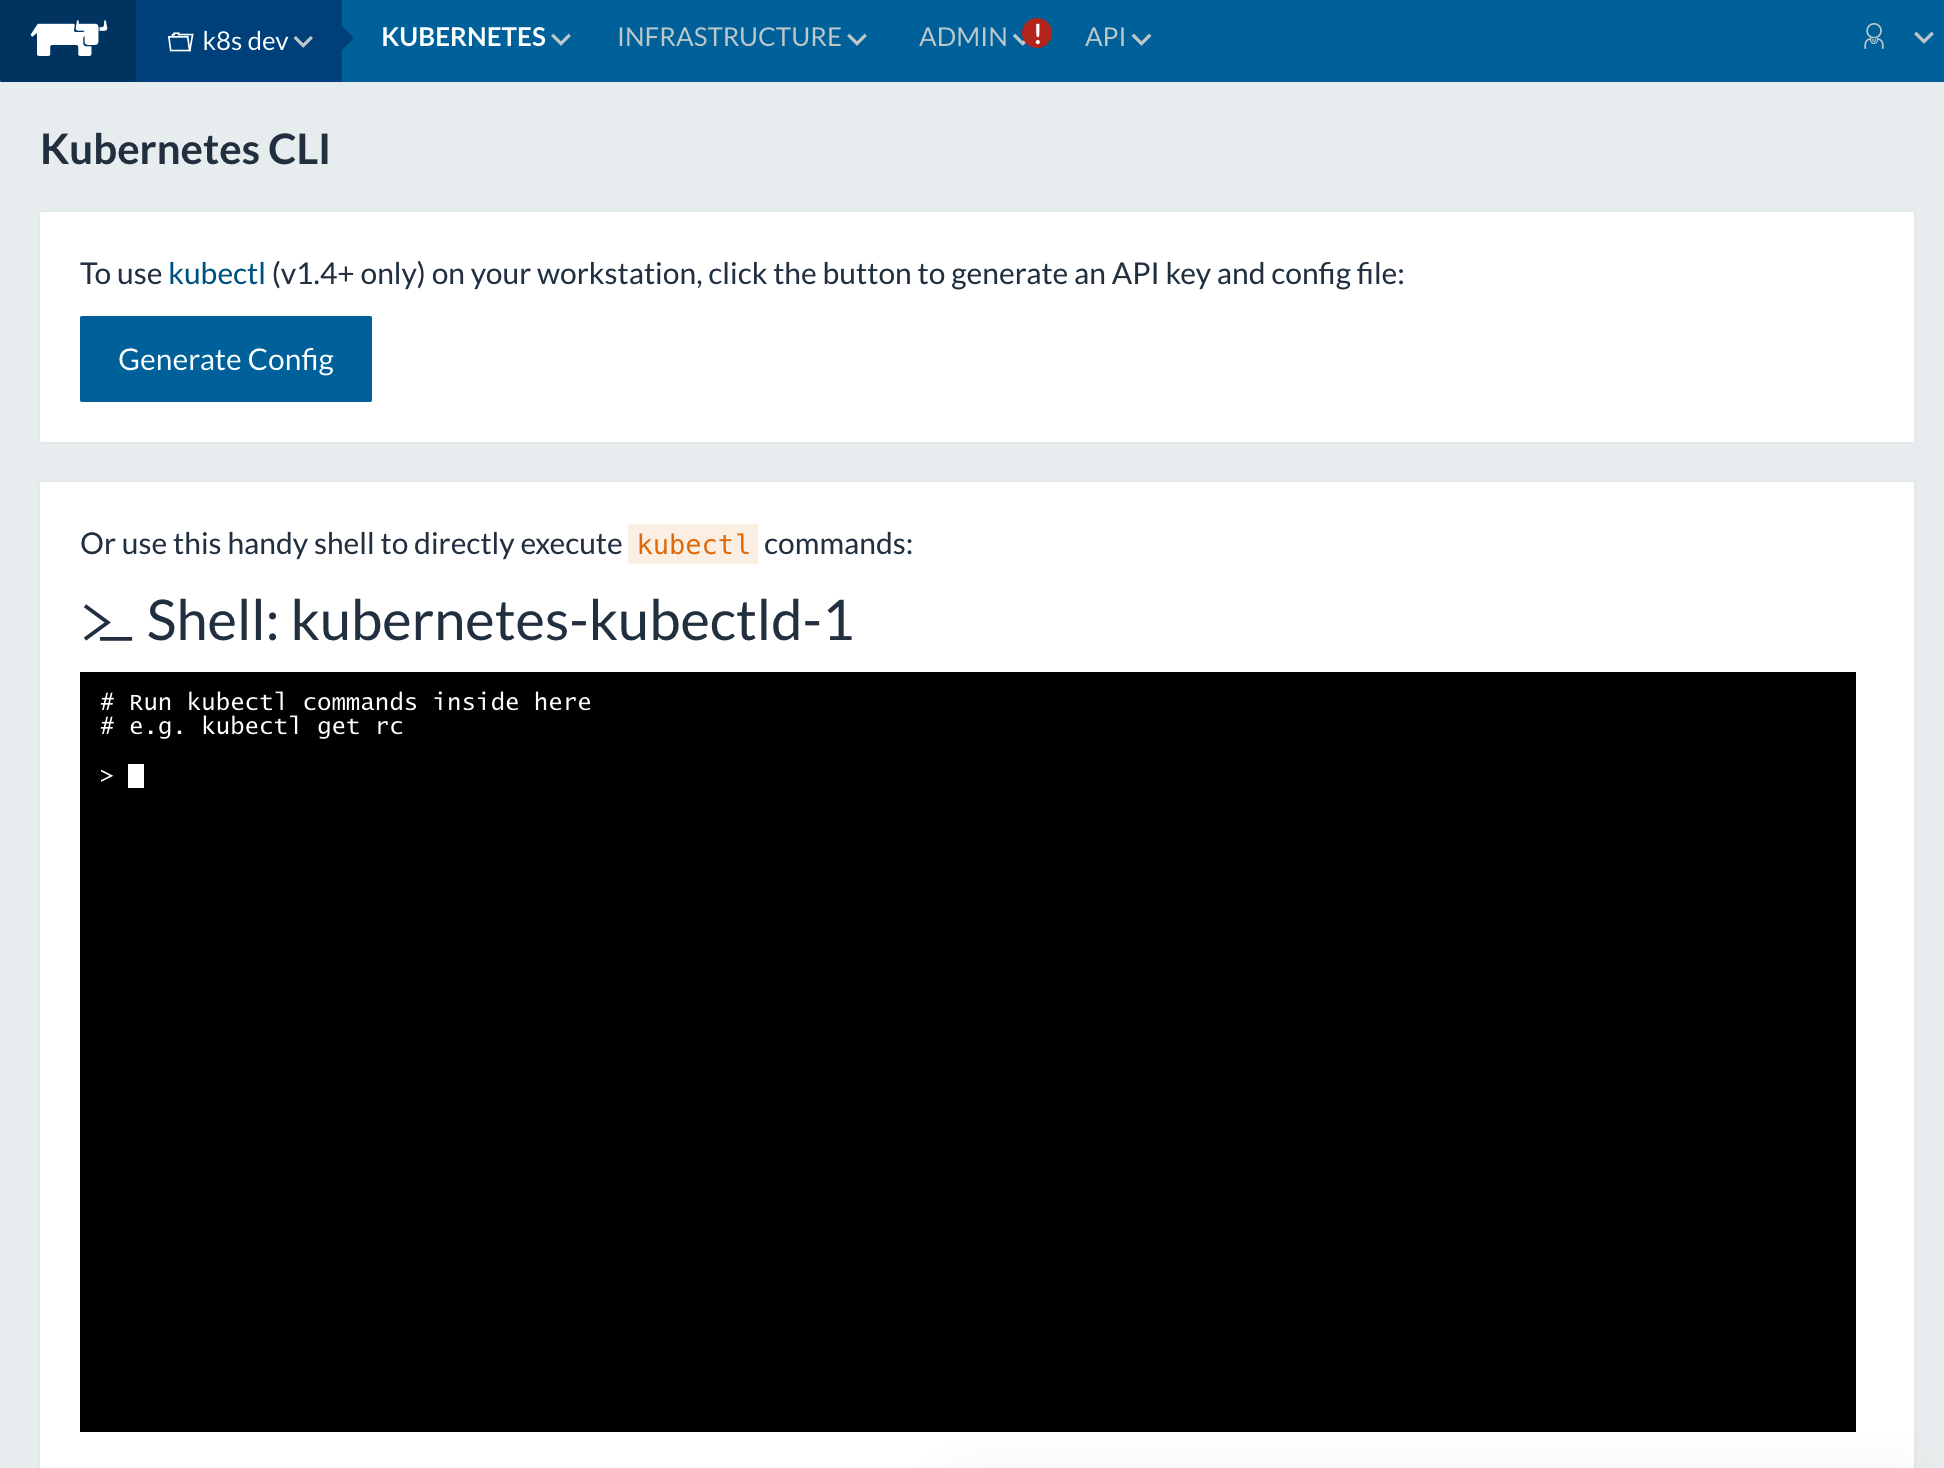 k8s dev
KUBERNETES INFRASTRUCTURE ADMIN ! API
Kubernetes CLI
To use kubectl (v1.4+ only) on your workstation, click the button to generate an API key and config file:
Generate Config
Or use this handy shell to directly execute kubectl commands:
>_ Shell: kubernetes-kubectld-1
# Run kubectl commands inside here
# e.g. kubectl get rc
>